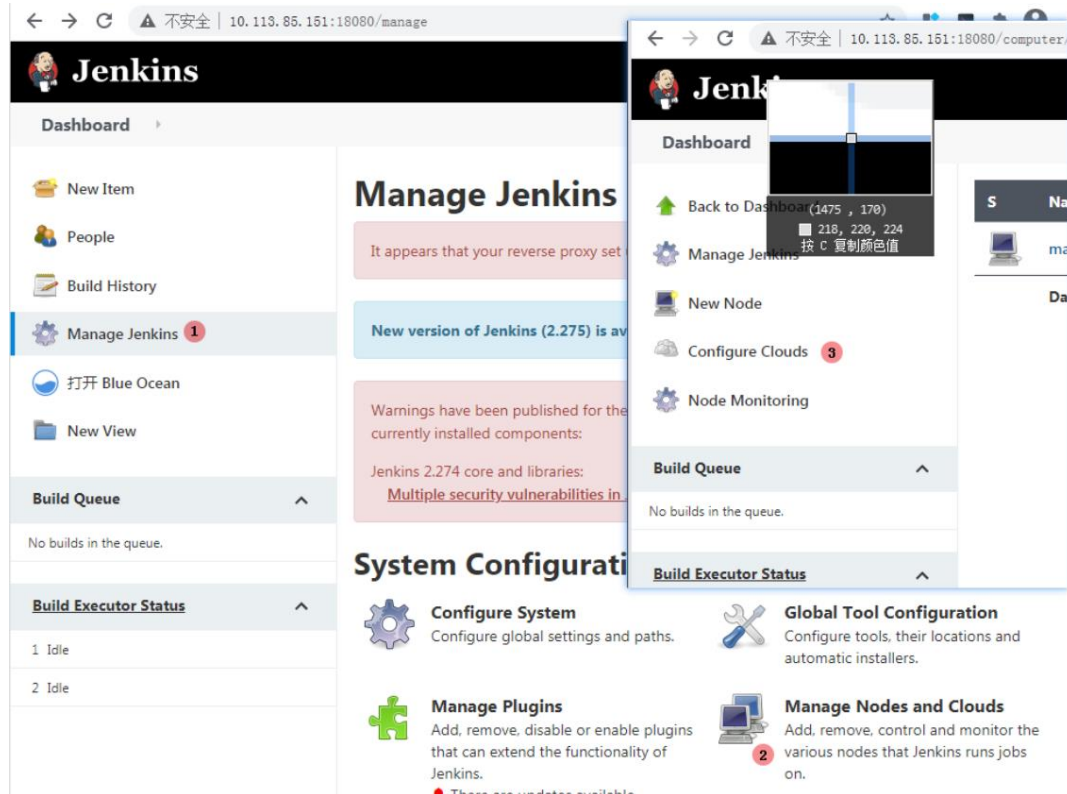 不安全 | 10.113.85.151:18080/manage
Jenkins
Dashboard
New Item
People
Build History
Manage Jenkins 1
打开 Blue Ocean
New View
Build Queue
No builds in the queue.
Build Executor Status
1 Idle
2 Idle
Manage Jenkins
It appears that your reverse proxy set
New version of Jenkins (2.275) is av
Warnings have been published for the
currently installed components:
Jenkins 2.274 core and libraries:
Multiple security vulnerabilities in
System Configurati
Configure System
Configure global settings and paths.
Global Tool Configuration
Configure tools, their locations and
automatic installers.
Manage Plugins
Add, remove, disable or enable plugins
that can extend the functionality of
Jenkins.
There are updates available
Manage Nodes and Clouds
Add, remove, control and monitor the
2 various nodes that Jenkins runs jobs
on.
不安全 | 10.113.85.151:18080/computer/
Jenk
Dashboard
Back to Dashboard
Manage Jenkins
New Node
Configure Clouds 3
Node Monitoring
Build Queue
No builds in the queue.
Build Executor Status
(1475 , 170)
218, 220, 224
按 C 复制颜色值
S Na
ma
Da